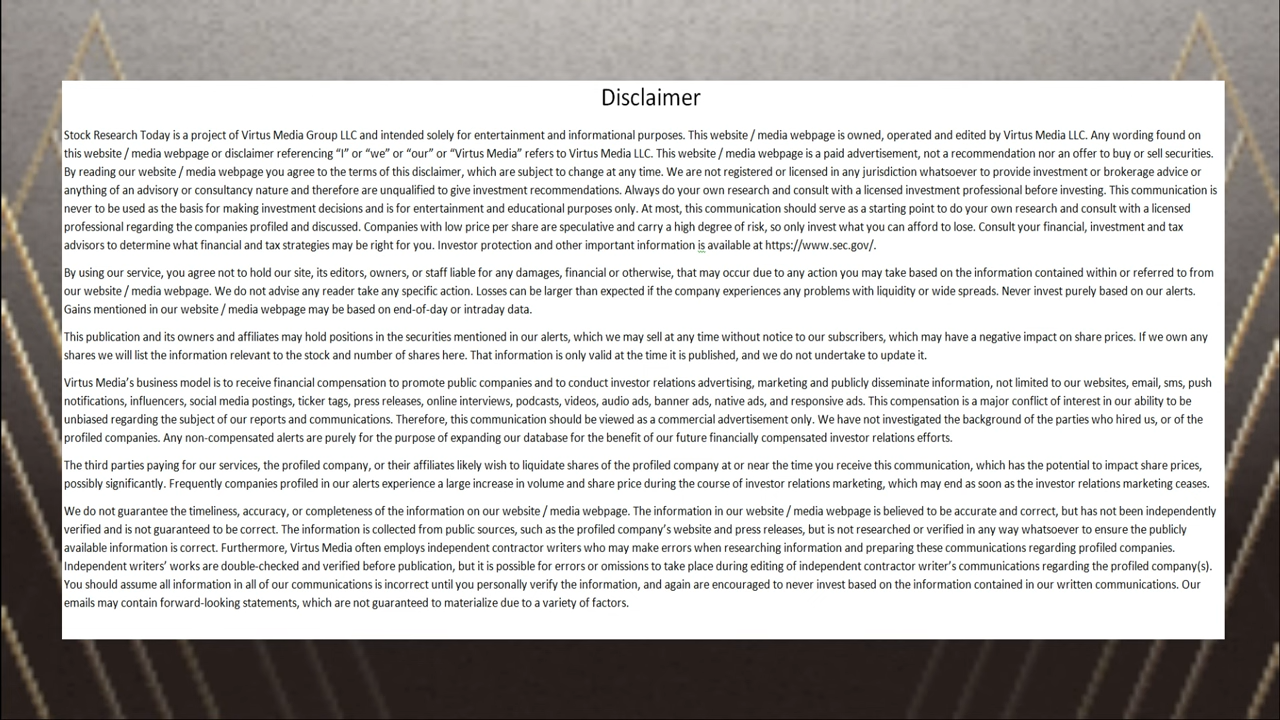 Disclaimer
Stock Research Today is a project of Virtus Media Group LLC and intended solely for entertainment and informational purposes. This website / media webpage is owned, operated and edited by Virtus Media LLC. Any wording found on
this website / media webpage or disclaimer referencing “I” or “we” or “our” or “Virtus Media” refers to Virtus Media LLC. This website / media webpage is a paid advertisement, not a recommendation nor an offer to buy or sell securities.
By reading our website / media webpage you agree to the terms of this disclaimer, which are subject to change at any time. We are not registered or licensed in any jurisdiction whatsoever to provide investment or brokerage advice or
anything of an advisory or consultancy nature and therefore are unqualified to give investment recommendations. Always do your own research and consult with a licensed investment professional before investing. This communication is
never to be used as the basis for making investment decisions and is for entertainment and educational purposes only. At most, this communication should serve as a starting point to do your own research and consult with a licensed
professional regarding the companies profiled and discussed. Companies with low price per share are speculative and carry a high degree of risk, so only invest what you can afford to lose. Consult your financial, investment and tax
advisors to determine what financial and tax strategies may be right for you. Investor protection and other important information is available at https://www.sec.gov/.
By using our service, you agree not to hold our site, its editors, owners, or staff liable for any damages, financial or otherwise, that may occur due to any action you may take based on the information contained within or referred to from
our website / media webpage. We do not advise any reader take any specific action. Losses can be larger than expected if the company experiences any problems with liquidity or wide spreads. Never invest purely based on our alerts.
Gains mentioned in our website / media webpage may be based on end-of-day or intraday data.
This publication and its owners and affiliates may hold positions in the securities mentioned in our alerts, which we may sell at any time without notice to our subscribers, which may have a negative impact on share prices. If we own any
shares we will list the information relevant to the stock and number of shares here. That information is only valid at the time it is published, and we do not undertake to update it.
Virtus Media’s business model is to receive financial compensation to promote public companies and to conduct investor relations advertising, marketing and publicly disseminate information, not limited to our websites, email, sms, push
notifications, influencers, social media postings, ticker tags, press releases, online interviews, podcasts, videos, audio ads, banner ads, native ads, and responsive ads. This compensation is a major conflict of interest in our ability to be
unbiased regarding the subject of our reports and communications. Therefore, this communication should be viewed as a commercial advertisement only. We have not investigated the background of the parties who hired us, or of the
profiled companies. Any non-compensated alerts are purely for the purpose of expanding our database for the benefit of our future financially compensated investor relations efforts.
The third parties paying for our services, the profiled company, or their affiliates likely wish to liquidate shares of the profiled company at or near the time you receive this communication, which has the potential to impact share prices,
possibly significantly. Frequently companies profiled in our alerts experience a large increase in volume and share price during the course of investor relations marketing, which may end as soon as the investor relations marketing ceases.
We do not guarantee the timeliness, accuracy, or completeness of the information on our website / media webpage. The information in our website / media webpage is believed to be accurate and correct, but has not been independently
verified and is not guaranteed to be correct. The information is collected from public sources, such as the profiled company’s website and press releases, but is not researched or verified in any way whatsoever to ensure the publicly
available information is correct. Furthermore, Virtus Media often employs independent contractor writers who may make errors when researching information and preparing these communications regarding profiled companies.
Independent writers’ works are double-checked and verified before publication, but it is possible for errors or omissions to take place during editing of independent contractor writer’s communications regarding the profiled company(s).
You should assume all information in all of our communications is incorrect until you personally verify the information, and again are encouraged to never invest based on the information contained in our written communications. Our
emails may contain forward-looking statements, which are not guaranteed to materialize due to a variety of factors.